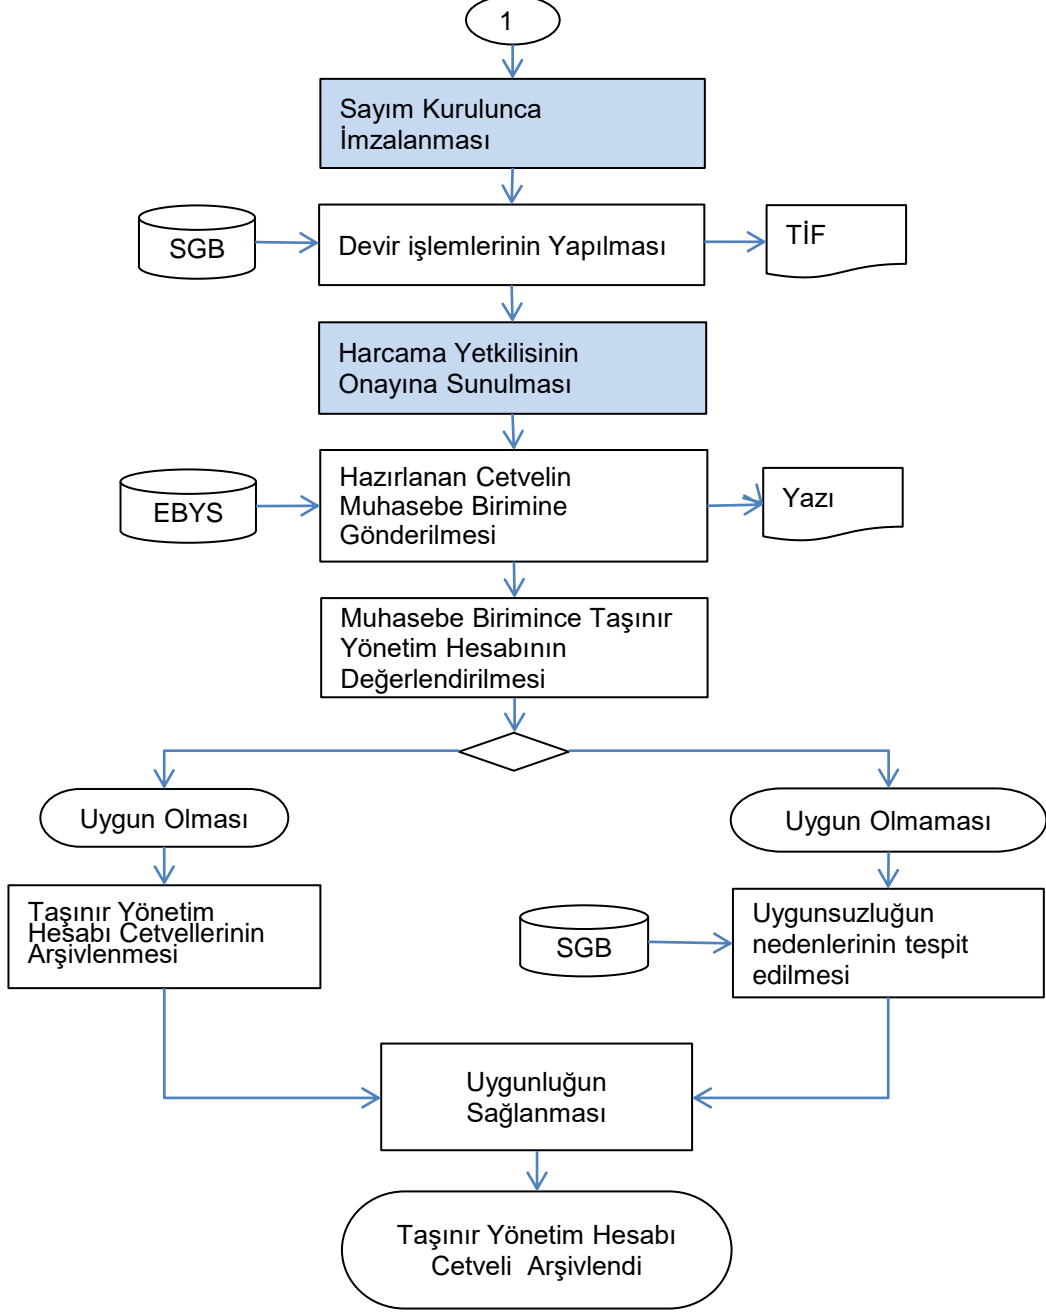 1
Sayım Kurulunca
İmzalanması
SGB
Devir işlemlerinin Yapılması
TİF
Harcama Yetkilisinin
Onayına Sunulması
EBYS
Hazırlanan Cetvelin
Muhasebe Birimine
Gönderilmesi
Yazı
Muhasebe Birimince Taşınır
Yönetim Hesabının
Değerlendirilmesi
Uygun Olması
Uygun Olmaması
Taşınır Yönetim
Hesabı Cetvellerinin
Arşivlenmesi
SGB
Uygunsuzluğun
nedenlerinin tespit
edilmesi
Uygunluğun
Sağlanması
Taşınır Yönetim Hesabı
Cetveli Arşivlendi